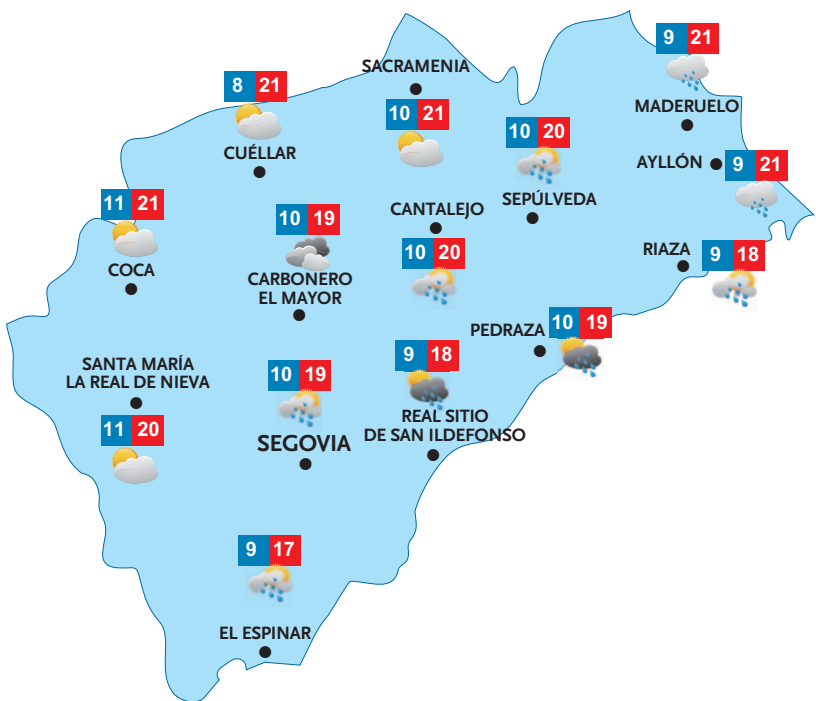 9 21
MADERUELO
SACRAMENIA
10 21
8 21
CUÉLLAR
10 20
SEPÚLVEDA
AYLLÓN
9 21
11 21
COCA
10 19
CARBONERO
EL MAYOR
CANTALEJO
10 20
RIAZA
9 18
PEDRAZA
10 19
SANTA MARÍA
LA REAL DE NIEVA
11 20
10 19
SEGOVIA
9 18
REAL SITIO
DE SAN ILDEFONSO
9 17
EL ESPINAR